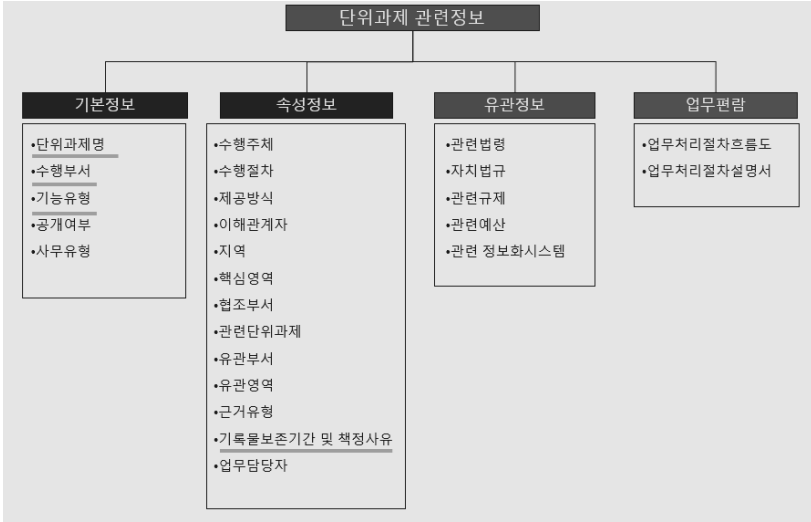 단위과제 관련정보
기본정보
•단위과제명
•수행부서
•기능유형
•공개여부
•사무유형
속성정보
•수행주체
•수행절차
•제공방식
•이해관계자
•지역
•핵심영역
•협조부서
•관련단위과제
•유관부서
•유관영역
•근거유형
•기록물보존기간 및 책정사유
•업무담당자
유관정보
•관련법령
•자치법규
•관련규제
•관련예산
•관련 정보화시스템
업무편람
•업무처리절차흐름도
•업무처리절차설명서